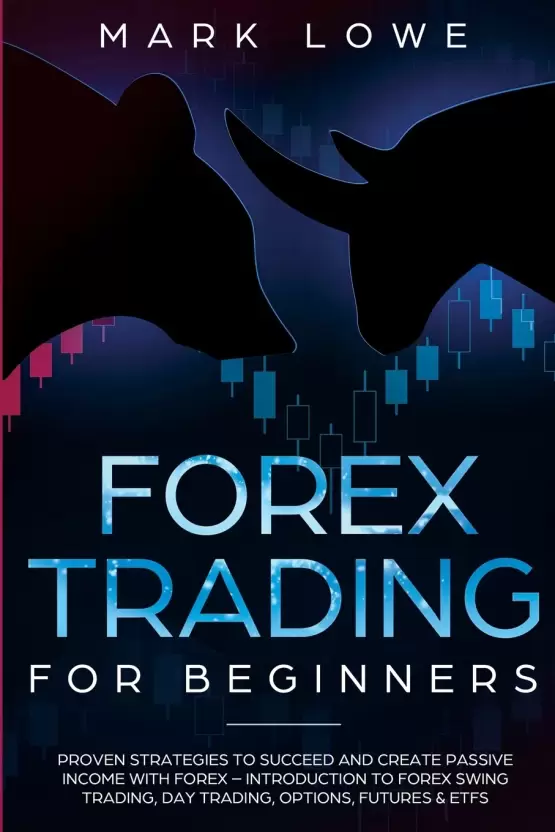 MARK LOWE
FOREX
TRADING
FOR BEGINNERS
PROVEN STRATEGIES TO SUCCEED AND CREATE PASSIVE
INCOME WITH FOREX – INTRODUCTION TO FOREX SWING
TRADING, DAY TRADING, OPTIONS, FUTURES & ETFS